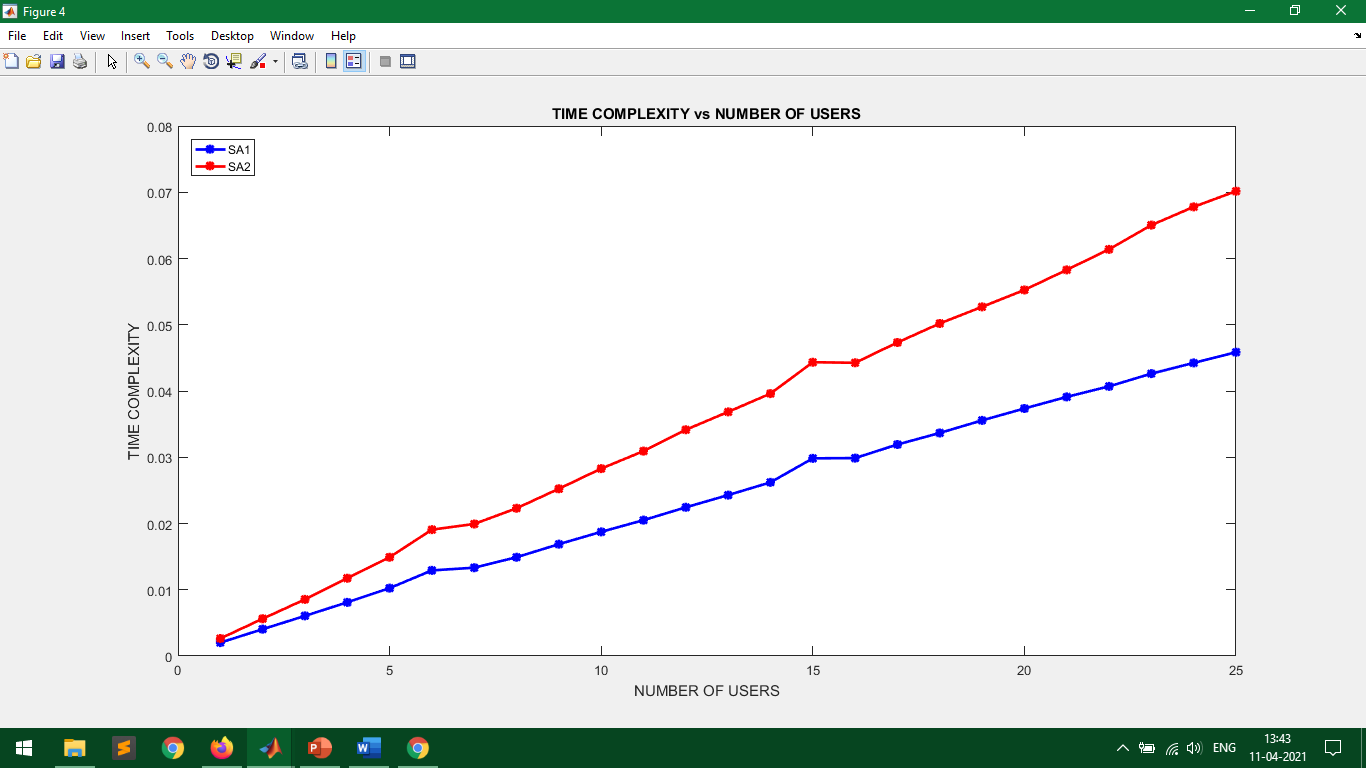 Figure 4
File Edit View Insert Tools Desktop Window Help
TIME COMPLEXITY vs NUMBER OF USERS
SA1
SA2
0.08
0.07
0.06
0.05
0.04
0.03
0.02
0.01
0
TIME COMPLEXITY
0 5 10 15 20 25
NUMBER OF USERS
P W ENG 13:43
11-04-2021